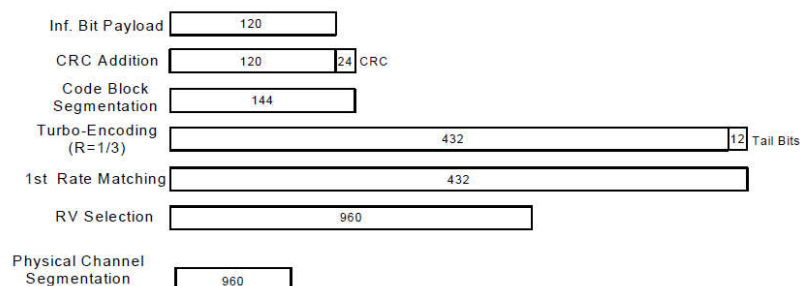 Inf. Bit Payload 120
CRC Addition 120 24 CRC
Code Block
Segmentation 144
Turbo-Encoding
(R=1/3) 432 12 Tail Bits
1st Rate Matching 432
RV Selection 960
Physical Channel
Segmentation 960